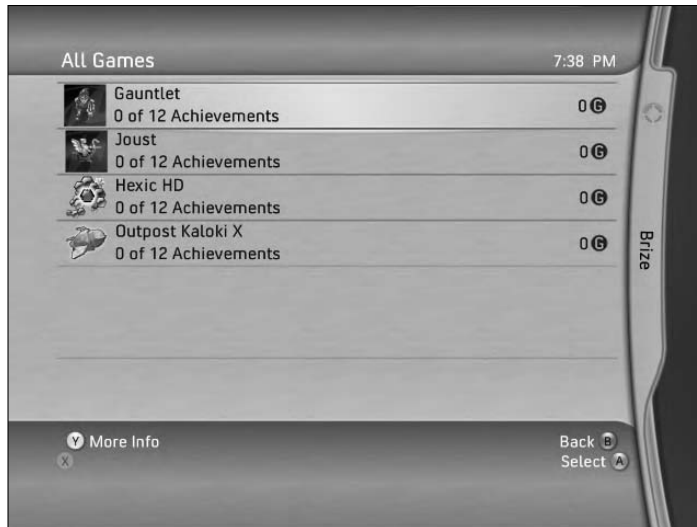 All Games 7:38 PM
Gauntlet
0 of 12 Achievements 0 G
Joust
0 of 12 Achievements 0 G
Hexic HD
0 of 12 Achievements 0 G
Outpost Kaloki X
0 of 12 Achievements 0 G
Brize
Y More Info Back B
X Select A